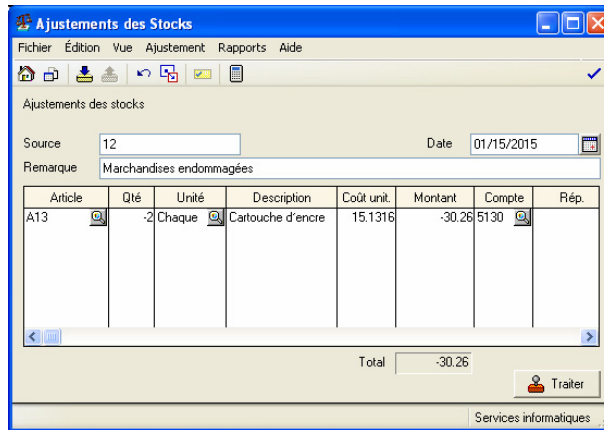 Ajustements des Stocks
Fichier Édition Vue Ajustement Rapports Aide
Ajustements des stocks
Source 12 Date 01/15/2015
Remarque Marchandises endommagées
Article Qté Unité Description Coût unit. Montant Compte Rép.
A13 -2 Chaque Cartouche d'encre 15.1316 -30.26 5130
Total -30.26
Traiter
Services informatiques